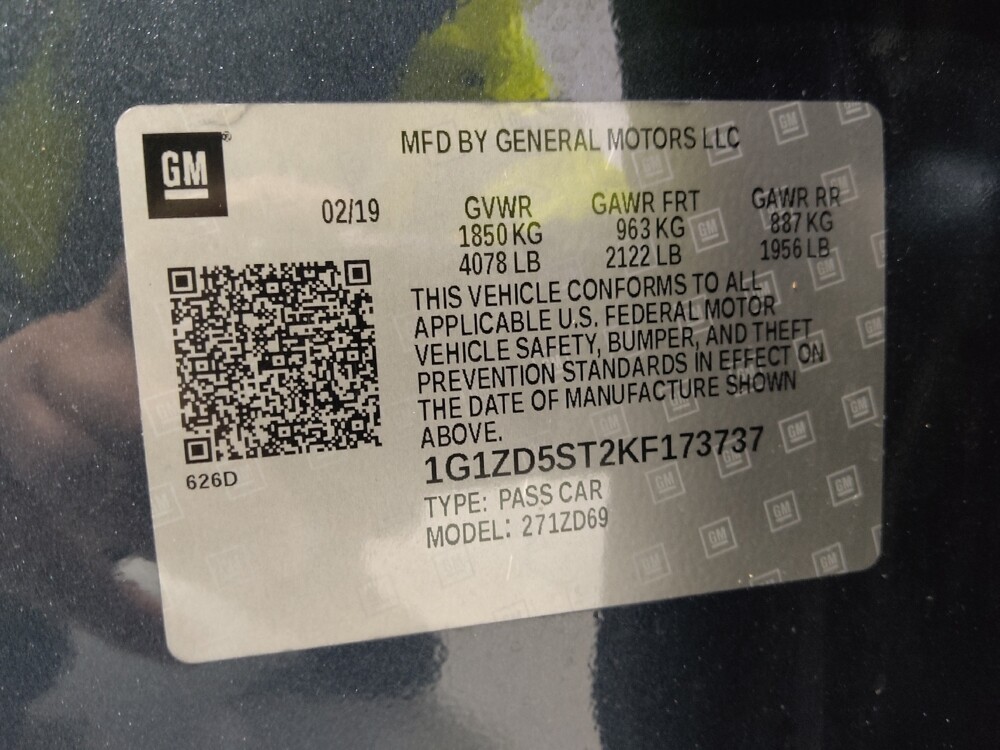 GM
MFD BY GENERAL MOTORS LLC
02/19
GVWR GAWR FRT GAWR RR
1850 KG 963 KG 887 KG
4078 LB 2122 LB 1956 LB
THIS VEHICLE CONFORMS TO ALL
APPLICABLE U.S. FEDERAL MOTOR
VEHICLE SAFETY, BUMPER, AND THEFT
PREVENTION STANDARDS IN EFFECT ON
THE DATE OF MANUFACTURE SHOWN
ABOVE.
626D
1G1ZD5ST2KF173737
TYPE: PASS CAR
MODEL: 271ZD69